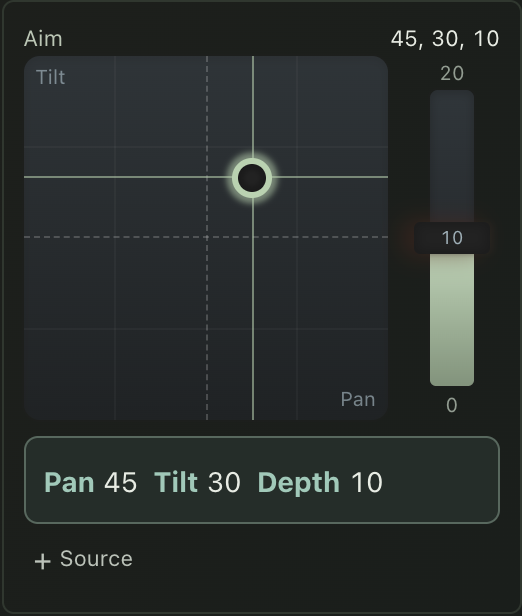 Aim 45, 30, 10
Tilt
20
10
Pan
0
Pan 45 Tilt 30 Depth 10
+ Source